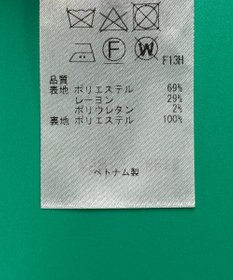 F W F13H
品質
表地 ポリエステル 69%
レーヨン 29%
ポリウレタン 2%
裏地 ポリエステル 100%
ベトナム製